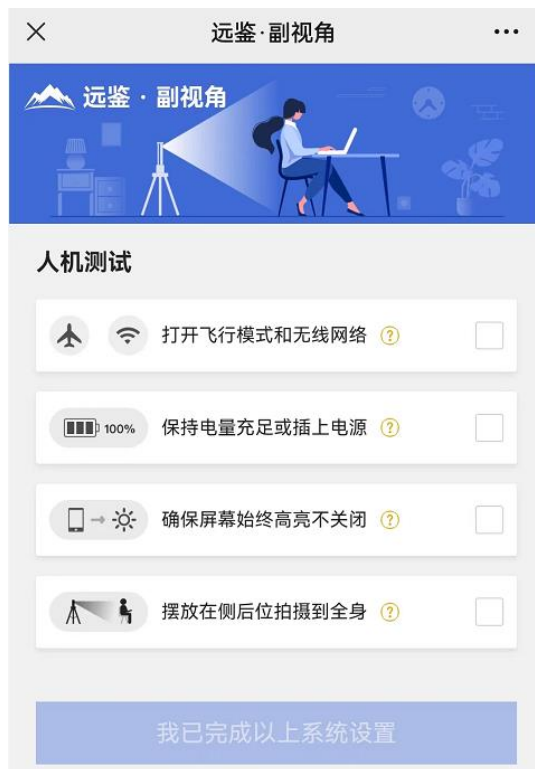 远鉴·副视角
远鉴·副视角
人机测试
打开飞行模式和无线网络 ?
100% 保持电量充足或插上电源 ?
确保屏幕始终高亮不关闭 ?
摆放在侧后位拍摄到全身 ?
我已完成以上系统设置